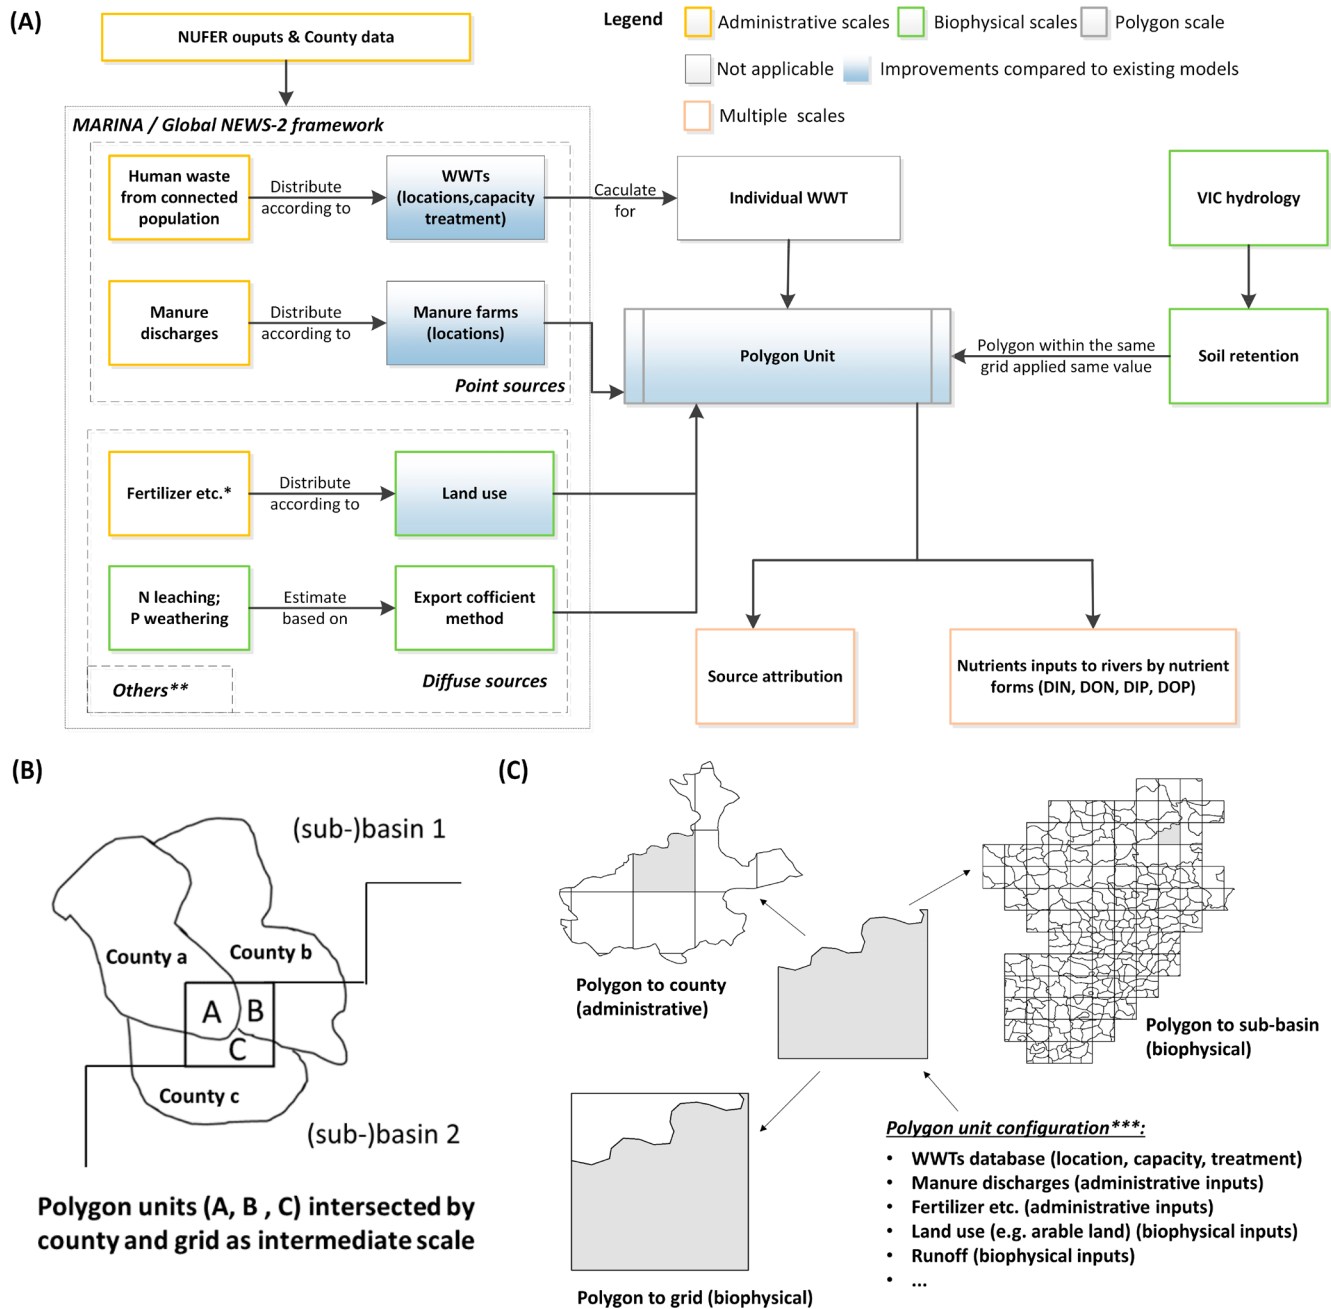 (A)
NUFER ouputs & County data
Legend
Administrative scales
Biophysical scales
Polygon scale
Not applicable
Improvements compared to existing models
Multiple scales
MARINA / Global NEWS-2 framework
Human waste
from connected
population
Distribute
according to
WWTs
(locations,capacity
treatment)
Caculate
for
Individual WWT
VIC hydrology
Manure
discharges
Distribute
according to
Manure farms
(locations)
Point sources
Polygon Unit
Polygon within the same
grid applied same value
Soil retention
Fertilizer etc.*
Distribute
according to
Land use
N leaching;
P weathering
Estimate
based on
Export cofficient
method
Others**
Diffuse sources
Source attribution
Nutrients inputs to rivers by nutrient
forms (DIN, DON, DIP, DOP)
(B)
(sub-)basin 1
County a
County b
A
B
C
County c
(sub-)basin 2
Polygon units (A, B , C) intersected by
county and grid as intermediate scale
(C)
Polygon to county
(administrative)
Polygon to sub-basin
(biophysical)
Polygon to grid (biophysical)
Polygon unit configuration***:
• WWTs database (location, capacity, treatment)
• Manure discharges (administrative inputs)
• Fertilizer etc. (administrative inputs)
• Land use (e.g. arable land) (biophysical inputs)
• Runoff (biophysical inputs)
• ...